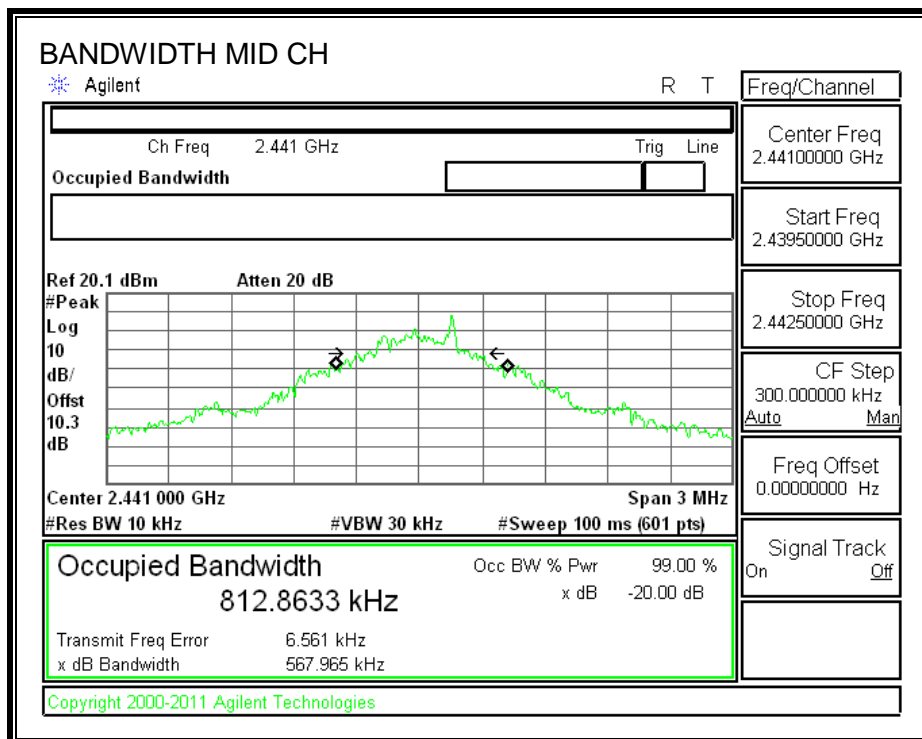 BANDWIDTH MID CH
Agilent R T
Ch Freq 2.441 GHz Trig Line
Occupied Bandwidth
Ref 20.1 dBm Atten 20 dB
#Peak
Log
10
dB/
Offst
10.3
dB
Center 2.441 000 GHz Span 3 MHz
#Res BW 10 kHz #VBW 30 kHz #Sweep 100 ms (601 pts)
Occupied Bandwidth Occ BW % Pwr 99.00 %
812.8633 kHz x dB -20.00 dB
Transmit Freq Error 6.561 kHz
x dB Bandwidth 567.965 kHz
Copyright 2000-2011 Agilent Technologies
Freq/Channel
Center Freq
2.44100000 GHz
Start Freq
2.43950000 GHz
Stop Freq
2.44250000 GHz
CF Step
300.000000 kHz
Auto Man
Freq Offset
0.00000000 Hz
Signal Track
On Off